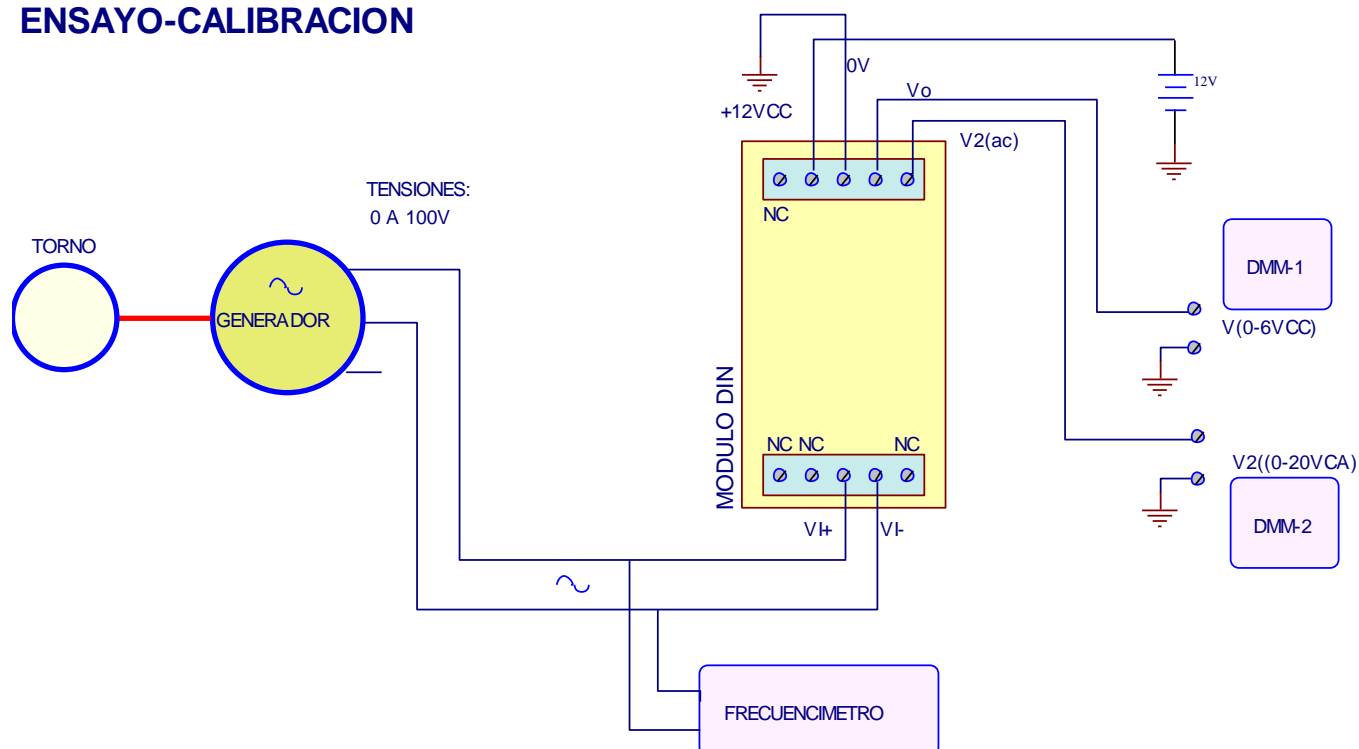 ENSAYO-CALIBRACION
0V
12V
+12VCC
Vo
V2(ac)
TENSIONES:
0 A 100V
NC
TORNO
DMM-1
GENERADOR
V(0-6VCC)
MODULO DIN
NC NC
NC
V2((0-20VCA)
VI+
VI-
DMM-2
FRECUENCIMETRO